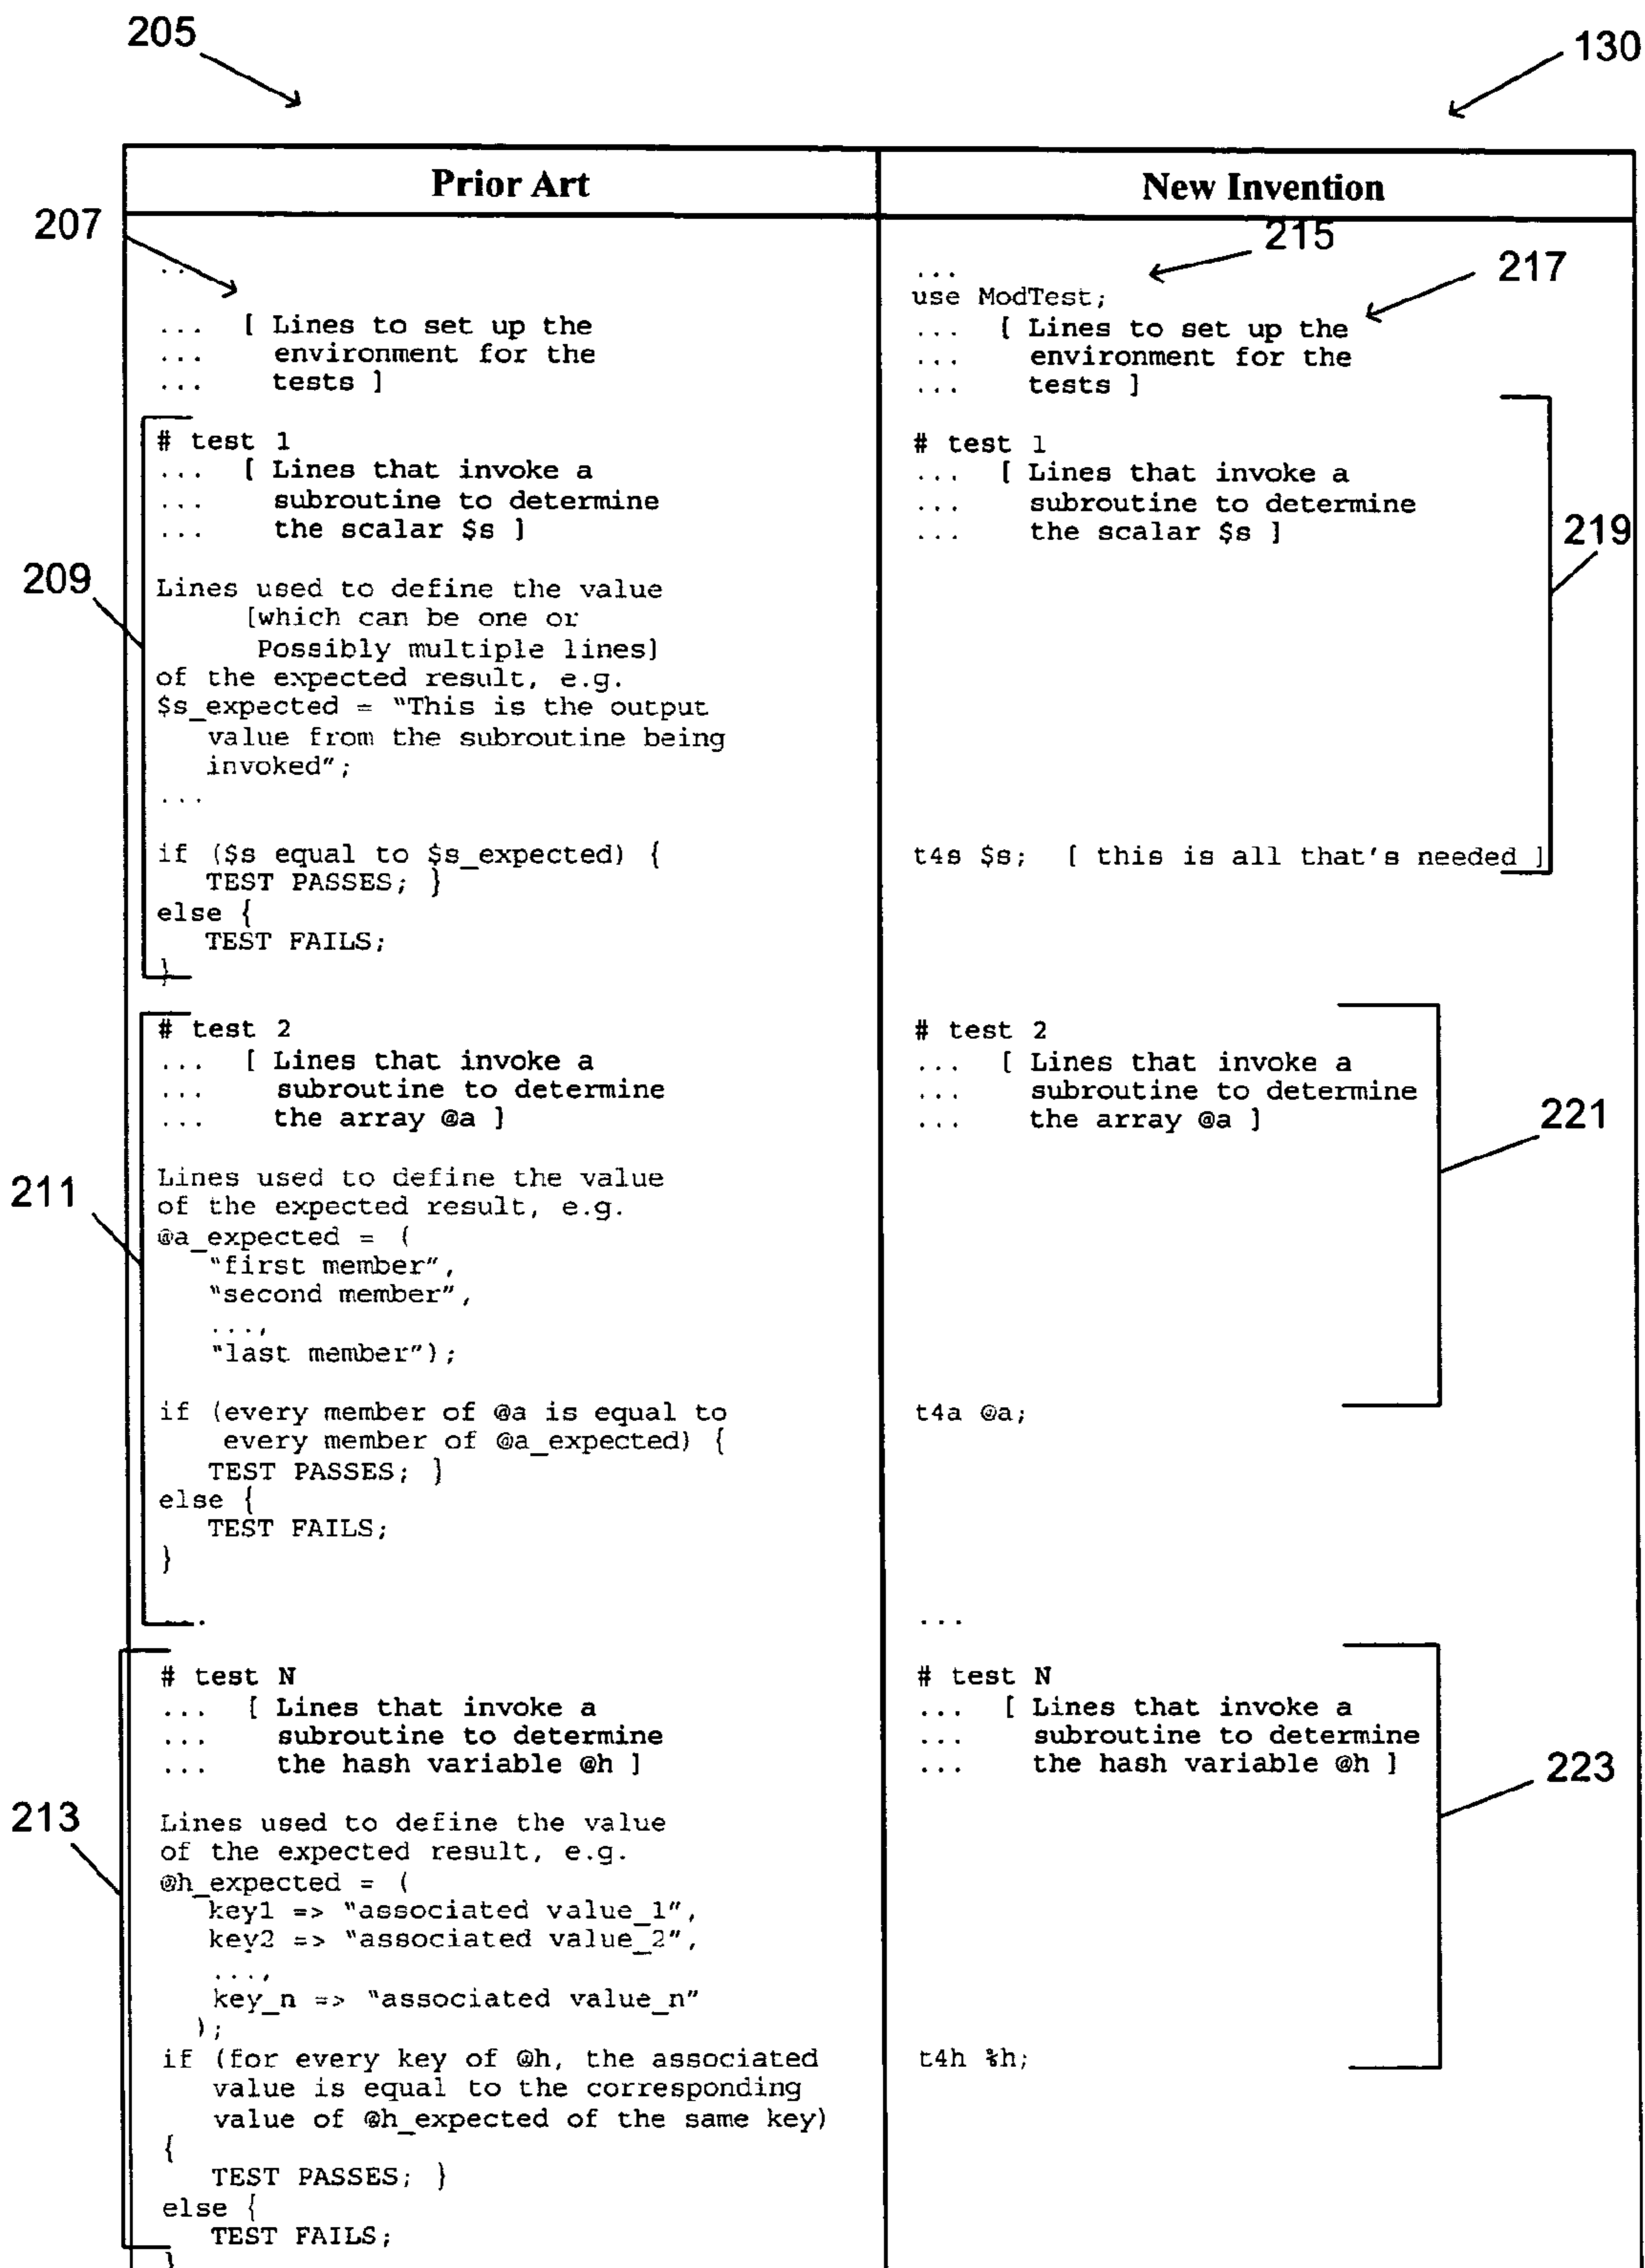 205
130
Prior Art
New Invention
207
215
217
...
... [ Lines to set up the
... environment for the
... tests ]
209
# test 1
... [ Lines that invoke a
... subroutine to determine
... the scalar $s ]
Lines used to define the value
[which can be one or
Possibly multiple lines]
of the expected result, e.g.
$s_expected = "This is the output
value from the subroutine being
invoked";
...
if ($s equal to $s_expected) {
TEST PASSES; }
else {
TEST FAILS;
}
211
# test 2
... [ Lines that invoke a
... subroutine to determine
... the array @a ]
Lines used to define the value
of the expected result, e.g.
@a_expected = (
"first member",
"second member",
...,
"last member");
if (every member of @a is equal to
every member of @a_expected) {
TEST PASSES; }
else {
TEST FAILS;
}
....
213
# test N
... [ Lines that invoke a
... subroutine to determine
... the hash variable @h ]
Lines used to define the value
of the expected result, e.g.
@h_expected = (
key1 => "associated value_1",
key2 => "associated value_2",
...,
key_n => "associated value_n"
);
if (for every key of @h, the associated
value is equal to the corresponding
value of @h_expected of the same key)
{
TEST PASSES; }
else {
TEST FAILS;
}
...
use ModTest;
... [ Lines to set up the
... environment for the
... tests ]
# test 1
... [ Lines that invoke a
... subroutine to determine
... the scalar $s ]
219
t4s $s; [ this is all that's needed ]
# test 2
... [ Lines that invoke a
... subroutine to determine
... the array @a ]
221
t4a @a;
...
# test N
... [ Lines that invoke a
... subroutine to determine
... the hash variable @h ]
223
t4h %h;